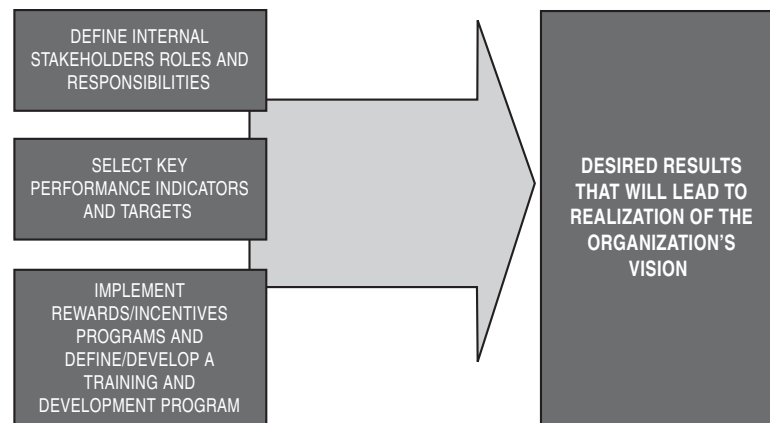 DEFINE INTERNAL
STAKEHOLDERS ROLES AND
RESPONSIBILITIES
SELECT KEY
PERFORMANCE INDICATORS
AND TARGETS
IMPLEMENT
REWARDS/INCENTIVES
PROGRAMS AND
DEFINE/DEVELOP A
TRAINING AND
DEVELOPMENT PROGRAM
DESIRED RESULTS
THAT WILL LEAD TO
REALIZATION OF THE
ORGANIZATION'S
VISION